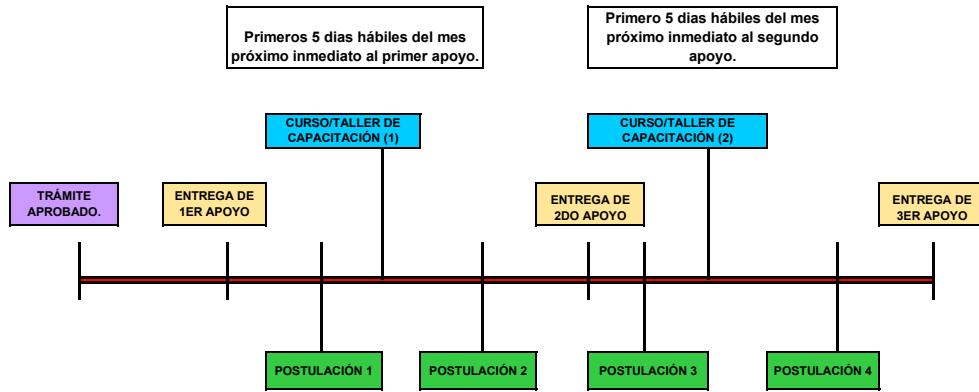 Primeros 5 dias hábiles del mes
próximo inmediato al primer apoyo.
Primero 5 dias hábiles del mes
próximo inmediato al segundo
apoyo.
CURSO/TALLER DE
CAPACITACIÓN (1)
CURSO/TALLER DE
CAPACITACIÓN (2)
TRÁMITE
APROBADO.
ENTREGA DE
1ER APOYO
ENTREGA DE
2DO APOYO
ENTREGA DE
3ER APOYO
POSTULACIÓN 1
POSTULACIÓN 2
POSTULACIÓN 3
POSTULACIÓN 4